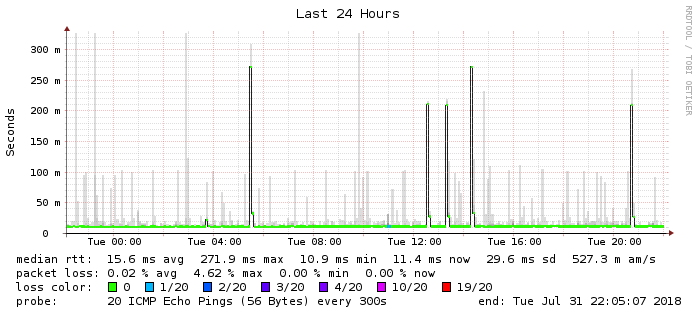 Last 24 Hours
RRDTOOL / TOBI OETIKER
Seconds
300 m
250 m
200 m
150 m
100 m
50 m
0
Tue 00:00 Tue 04:00 Tue 08:00 Tue 12:00 Tue 16:00 Tue 20:00
median rtt: 15.6 ms avg 271.9 ms max 10.9 ms min 11.4 ms now 29.6 ms sd 527.3 m am/s
packet loss: 0.02 % avg 4.62 % max 0.00 % min 0.00 % now
loss color: 0 1/20 2/20 3/20 4/20 10/20 19/20
probe: 20 ICMP Echo Pings (56 Bytes) every 300s end: Tue Jul 31 22:05:07 2018